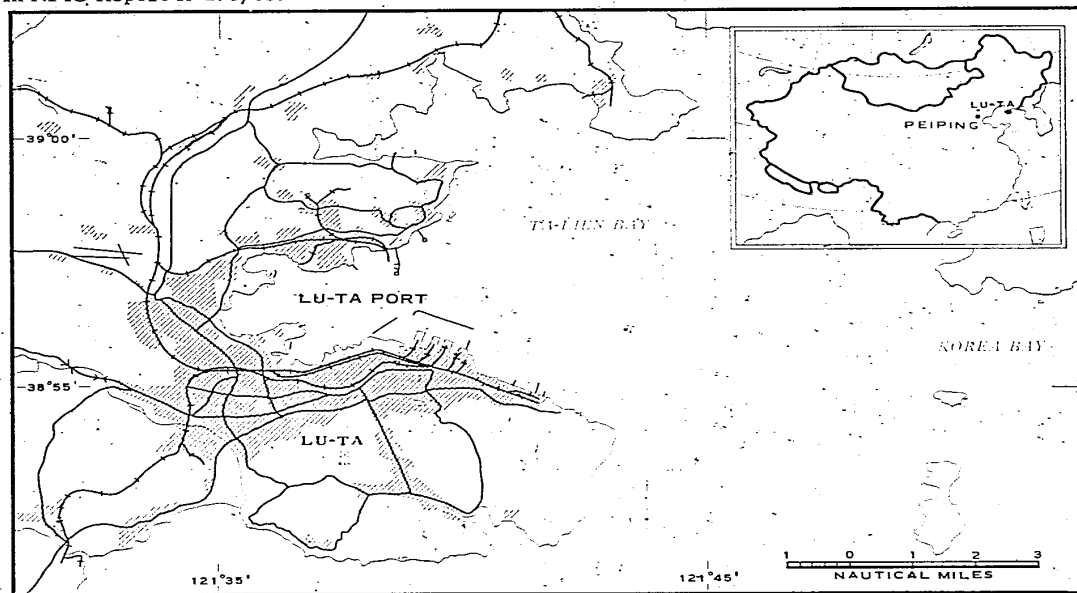 39°00'
LU-TA
PEIPING
TA-LIEN BAY
LU-TA PORT
KOREA BAY
38°55'
LU-TA
121°35'
121°45'
1 0 1 2 3
NAUTICAL MILES